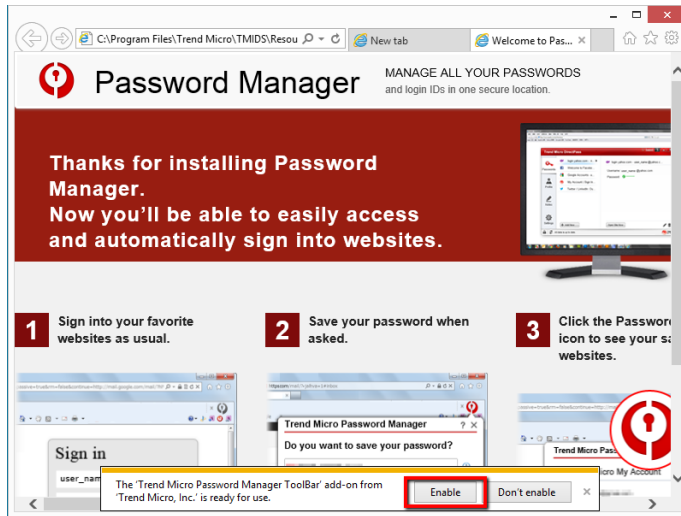 C:\Program Files\Trend Micro\TMIDS\Resou
New tab
Welcome to Pas...
Password Manager
MANAGE ALL YOUR PASSWORDS
and login IDs in one secure location.
Thanks for installing Password
Manager.
Now you'll be able to easily access
and automatically sign into websites.
1
Sign into your favorite
websites as usual.
2
Save your password when
asked.
3
Click the Passwor
icon to see your sa
websites.
Sign in
user_nam
Trend Micro Password Manager
Do you want to save your password?
Trend Micro Pass
cro My Account
The 'Trend Micro Password Manager ToolBar' add-on from
'Trend Micro, Inc.' is ready for use.
Enable
Don't enable